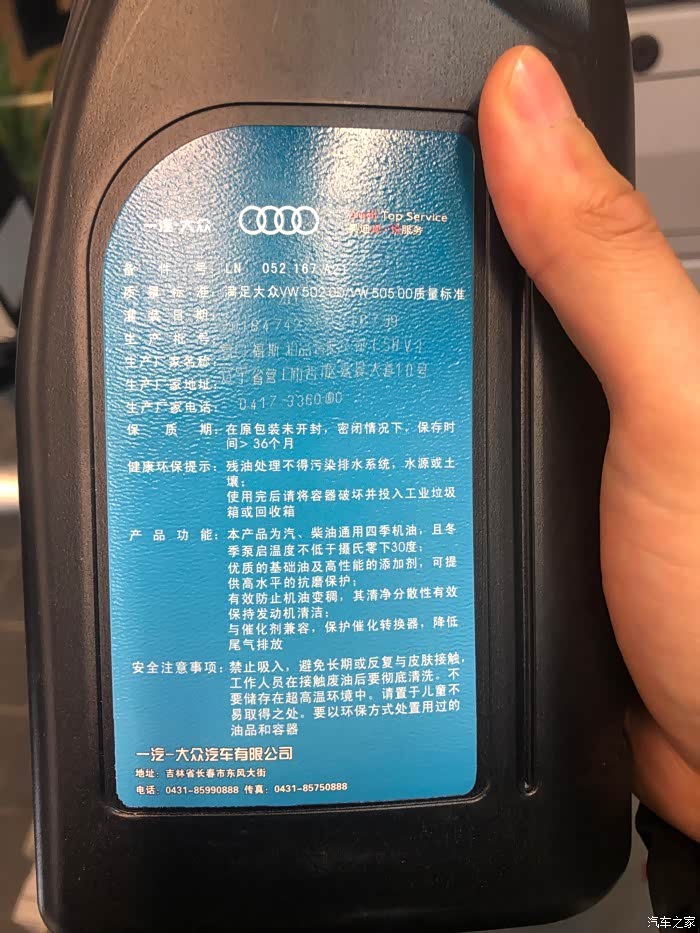 一汽-大众
Audi Top Service
备 件 号: LN 052 167
质 量 标 准: 满足大众VW 502 00/VW 505 00质量标准
灌 装 日 期:
生 产 批 号:
生产厂家名称:
生产厂家地址:
生产厂家电话: 0417-3360
保 质 期: 在原包装未开封，密闭情况下，保存时
间> 36个月
健康环保提示: 残油处理不得污染排水系统，水源或土
壤;
使用完后请将容器破坏并投入工业垃圾
箱或回收箱
产 品 功 能: 本产品为汽、柴油通用四季机油，且冬
季泵启温度不低于摄氏零下30度;
优质的基础油及高性能的添加剂，可提
供高水平的抗磨保护;
有效防止机油变稠，其清净分散性有效
保持发动机清洁;
与催化剂兼容，保护催化转换器，降低
尾气排放
安全注意事项: 禁止吸入，避免长期或反复与皮肤接触，
工作人员在接触废油后要彻底清洗。不
要储存在超高温环境中。请置于儿童不
易取得之处。要以环保方式处置用过的
油品和容器
一汽-大众汽车有限公司
地址: 吉林省长春市东风大街
电话: 0431-85990888 传真: 0431-85750888
汽车之家